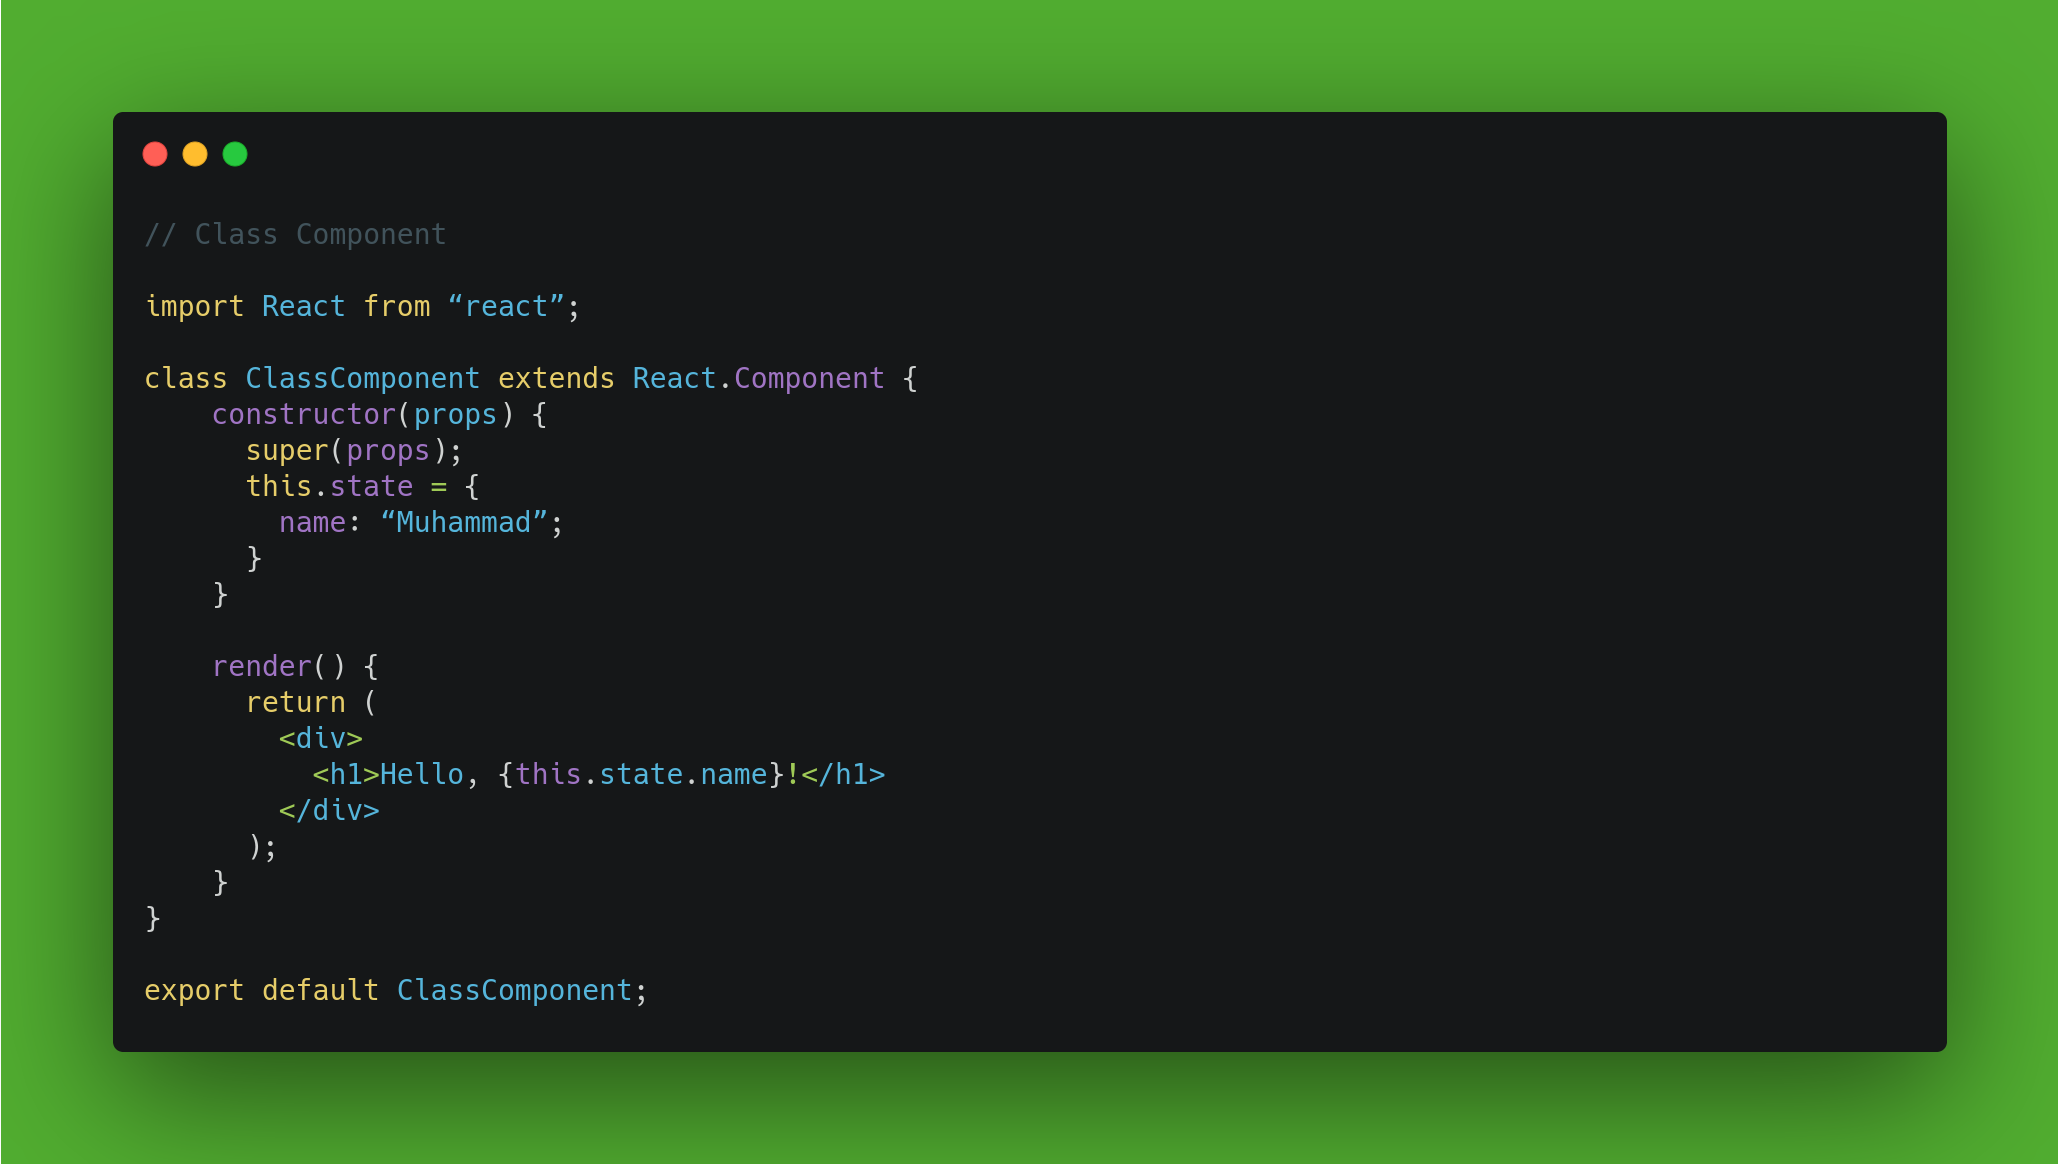 // Class Component

import React from “react”;

class ClassComponent extends React.Component {
    constructor(props) {
      super(props);
      this.state = {
        name: “Muhammad”;
      }
    }

    render() {
      return (
        <div>
          <h1>Hello, {this.state.name}!</h1>
        </div>
      );
    }
}

export default ClassComponent;